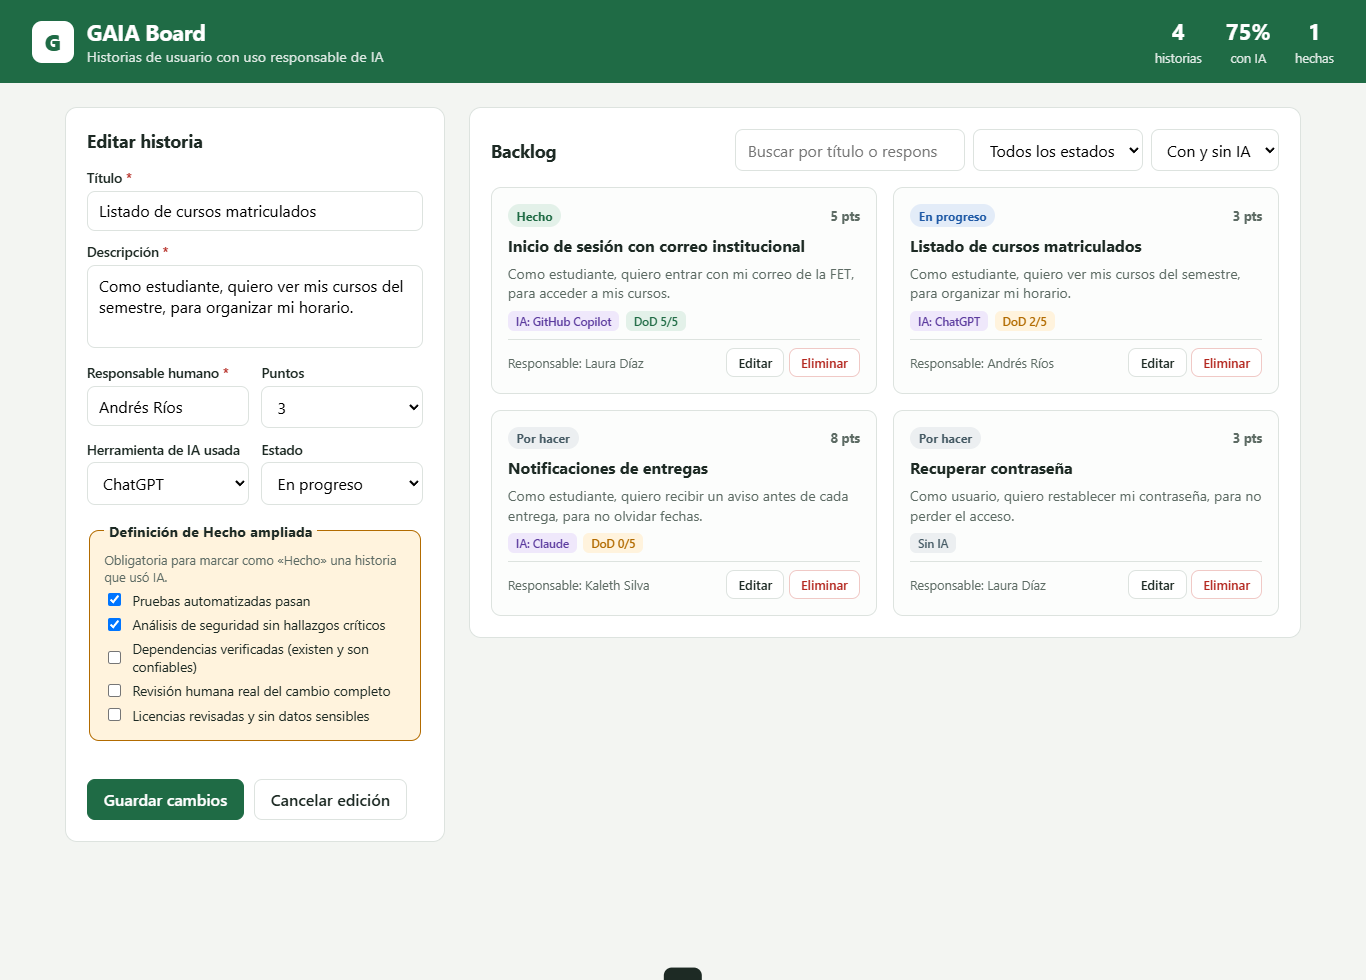 G
GAIA Board
Historias de usuario con uso responsable de IA
4
historias
75%
con IA
1
hechas
Editar historia
Título *
Listado de cursos matriculados
Descripción *
Como estudiante, quiero ver mis cursos del
semestre, para organizar mi horario.
Responsable humano *
Puntos
Andrés Ríos
3
Herramienta de IA usada
Estado
ChatGPT
En progreso
Definición de Hecho ampliada
Obligatoria para marcar como «Hecho» una historia
que usó IA.
Pruebas automatizadas pasan
Análisis de seguridad sin hallazgos críticos
Dependencias verificadas (existen y son
confiables)
Revisión humana real del cambio completo
Licencias revisadas y sin datos sensibles
Guardar cambios
Cancelar edición
Backlog
Buscar por título o respons
Todos los estados
Con y sin IA
Hecho
5 pts
Inicio de sesión con correo institucional
Como estudiante, quiero entrar con mi correo de la FET,
para acceder a mis cursos.
IA: GitHub Copilot
DoD 5/5
Responsable: Laura Díaz
Editar
Eliminar
En progreso
3 pts
Listado de cursos matriculados
Como estudiante, quiero ver mis cursos del semestre,
para organizar mi horario.
IA: ChatGPT
DoD 2/5
Responsable: Andrés Ríos
Editar
Eliminar
Por hacer
8 pts
Notificaciones de entregas
Como estudiante, quiero recibir un aviso antes de cada
entrega, para no olvidar fechas.
IA: Claude
DoD 0/5
Responsable: Kaleth Silva
Editar
Eliminar
Por hacer
3 pts
Recuperar contraseña
Como usuario, quiero restablecer mi contraseña, para no
perder el acceso.
Sin IA
Responsable: Laura Díaz
Editar
Eliminar